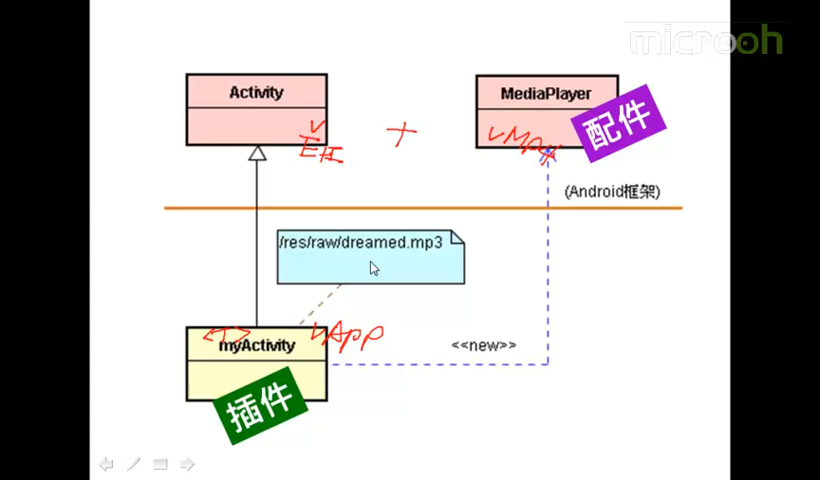 microoh
Activity
MediaPlayer
配件
+
(Android框架)
/res/raw/dreamed.mp3
<T>
myActivity
App
<<new>>
插件